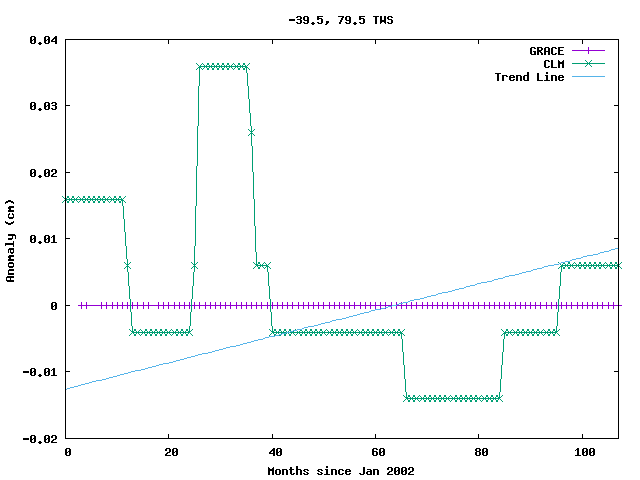 -39.5, 79.5 TWS
0.04
0.03
0.02
0.01
0
-0.01
-0.02
Anomaly (cm)
GRACE
CLM
Trend Line
0 20 40 60 80 100
Months since Jan 2002